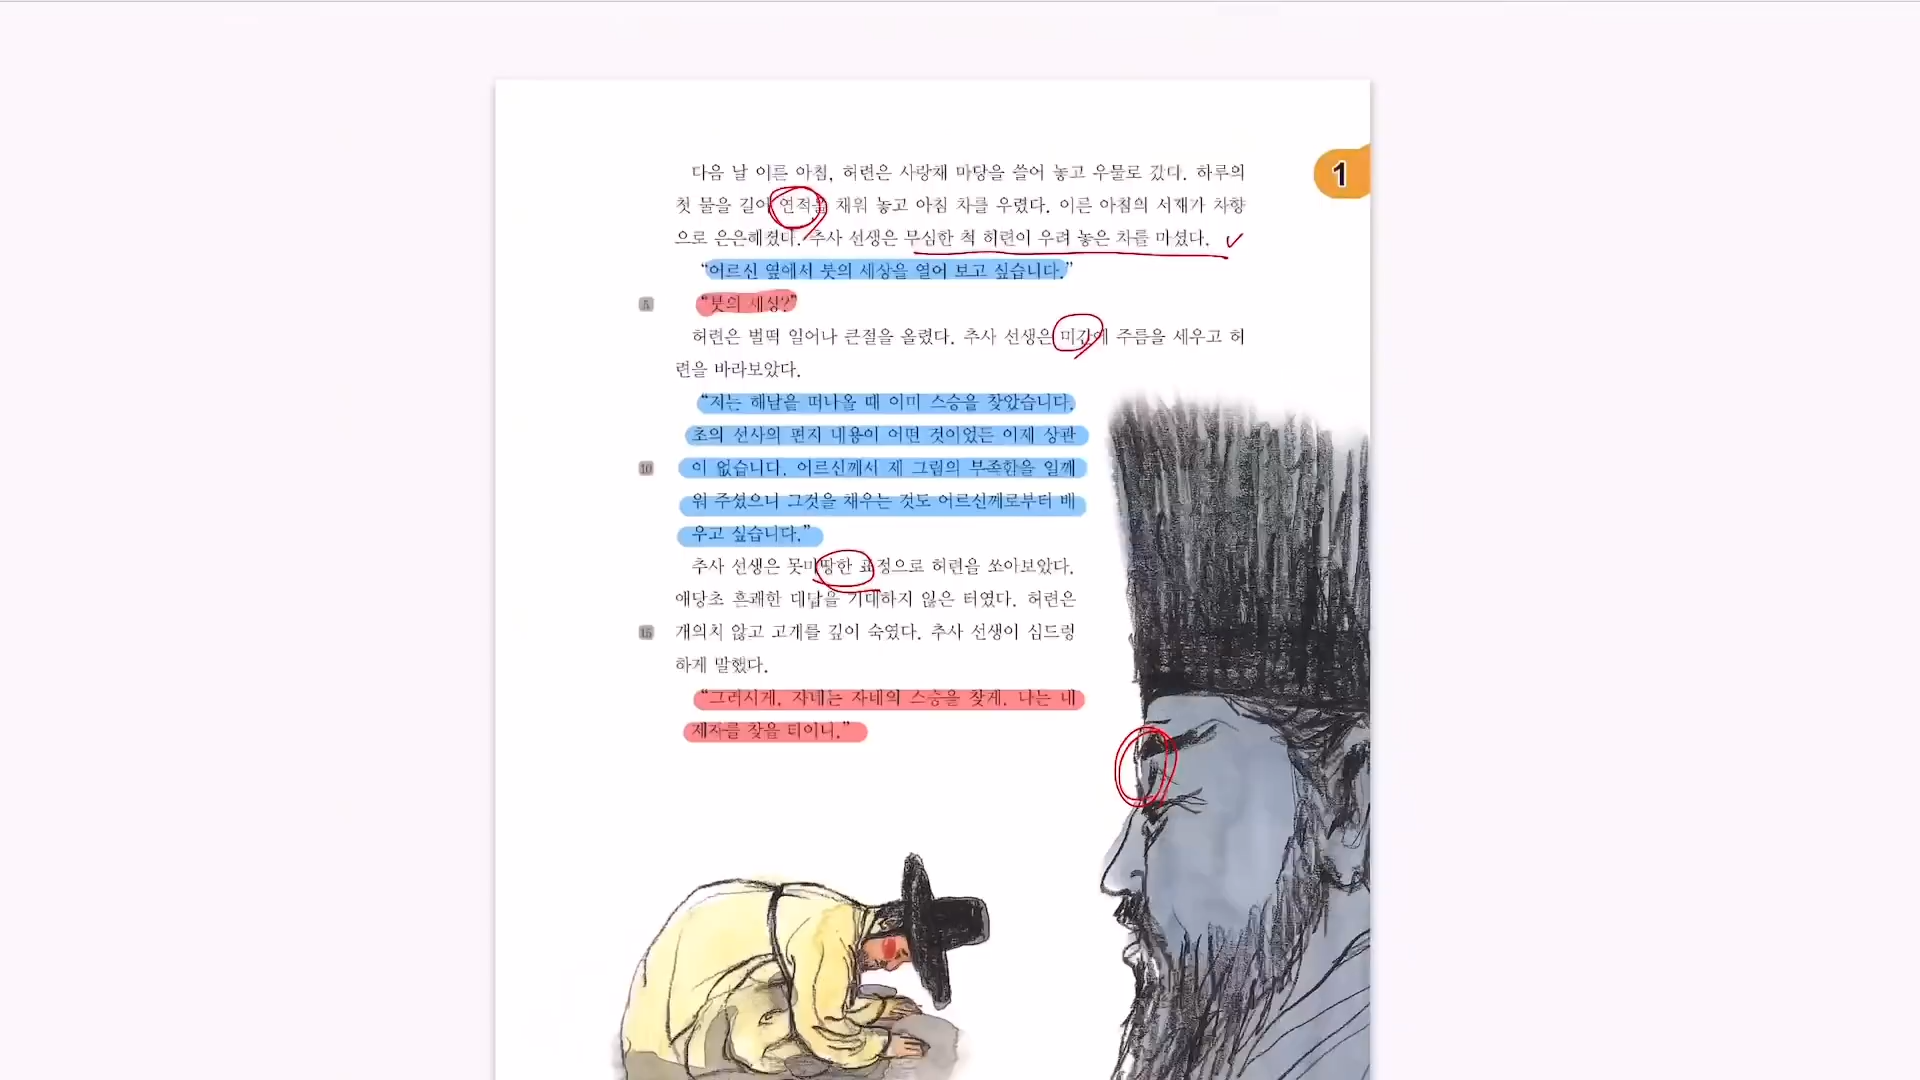 1
다음 날 이른 아침, 허련은 사랑채 마당을 쓸어 놓고 우물로 갔다. 하루의
첫 물을 길어 연적을 채워 놓고 아침 차를 우렸다. 이른 아침의 서재가 차향
으로 은은해졌다. 추사 선생은 무심한 척 허련이 우려 놓은 차를 마셨다.
“어르신 옆에서 붓의 세상을 열어 보고 싶습니다.”
5 “붓의 세상?”
허련은 벌떡 일어나 큰절을 올렸다. 추사 선생은 미간에 주름을 세우고 허
련을 바라보았다.
“저는 해남을 떠나올 때 이미 스승을 찾았습니다.
초의 선사의 편지 내용이 어떤 것이었든 이제 상관
10 이 없습니다. 어르신께서 제 그림의 부족함을 일깨
워 주셨으니 그것을 채우는 것도 어르신께로부터 배
우고 싶습니다.”
추사 선생은 못마땅한 표정으로 허련을 쏘아보았다.
애당초 흔쾌한 대답을 기대하지 않은 터였다. 허련은
15 개의치 않고 고개를 깊이 숙였다. 추사 선생이 심드렁
하게 말했다.
“그러시게. 자네는 자네의 스승을 찾게. 나는 내
제자를 찾을 터이니.”